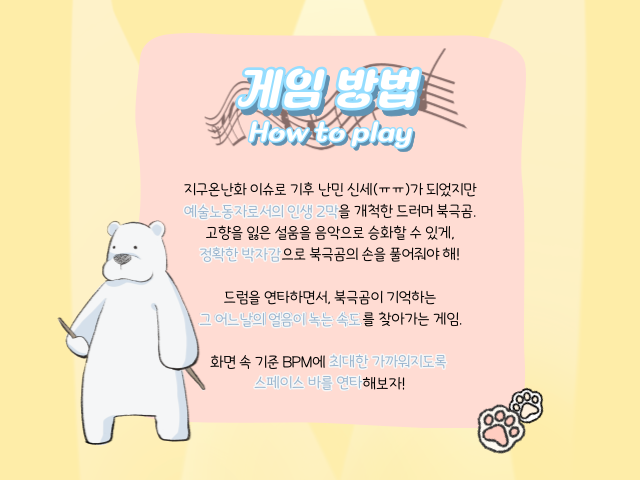 게임 방법
How to play
지구온난화 이슈로 기후 난민 신세(ㅠㅠ)가 되었지만
예술노동자로서의 인생 2막을 개척한 드러머 북극곰.
고향을 잃은 설움을 음악으로 승화할 수 있게,
정확한 박자감으로 북극곰의 손을 풀어줘야 해!
드럼을 연타하면서, 북극곰이 기억하는
그 어느날의 얼음이 녹는 속도를 찾아가는 게임.
화면 속 기준 BPM에 최대한 가까워지도록
스페이스 바를 연타해보자!